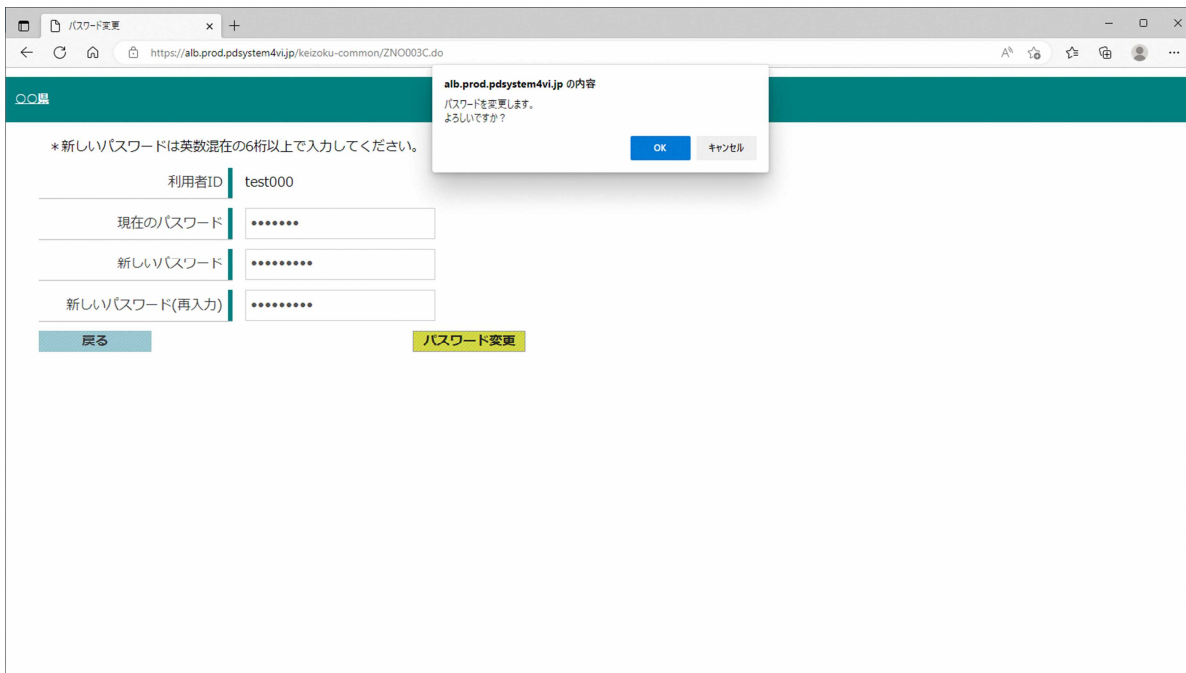 パスワード変更
https://alb.prod.pdsystem4vi.jp/keizoku-common/ZNO003C.do
alb.prod.pdsystem4vi.jp の内容
パスワードを変更します。
よろしいですか？
OK キャンセル
○○県
＊新しいパスワードは英数混在の6桁以上で入力してください。
利用者ID test000
現在のパスワード •••••••
新しいパスワード •••••••••
新しいパスワード(再入力) •••••••••
戻る パスワード変更